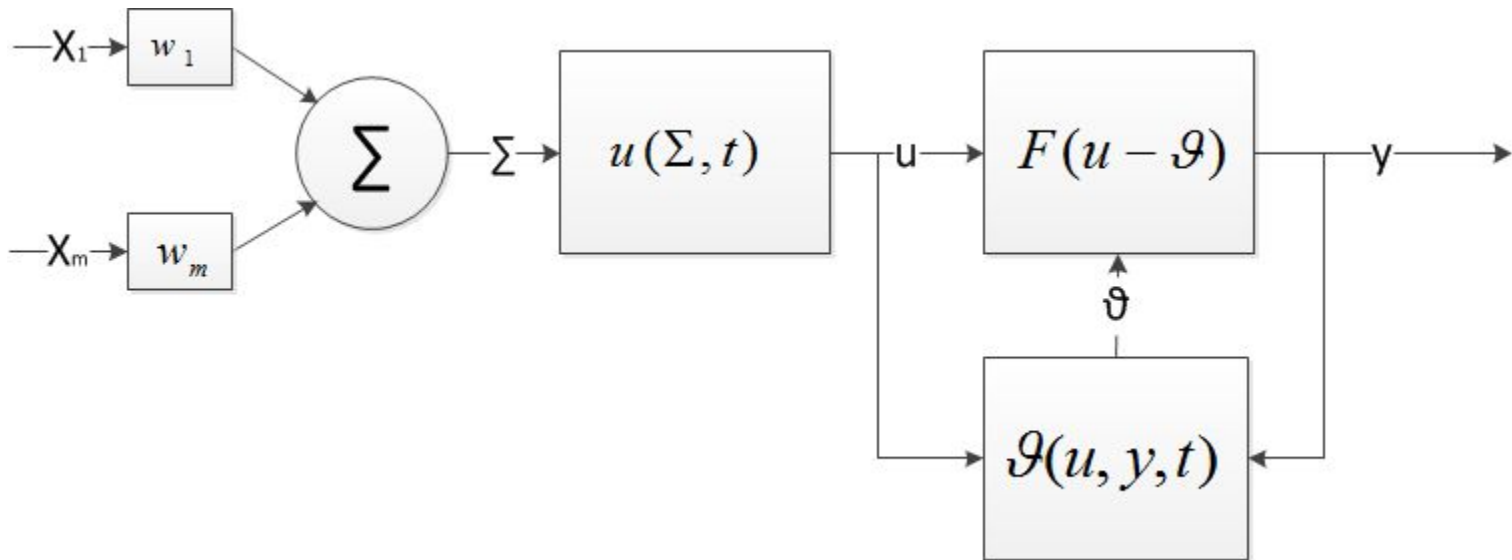 X₁
w₁
Σ
Σ
u(Σ, t)
u
F(u − ϑ)
y
Xₘ
wₘ
ϑ
ϑ(u, y, t)